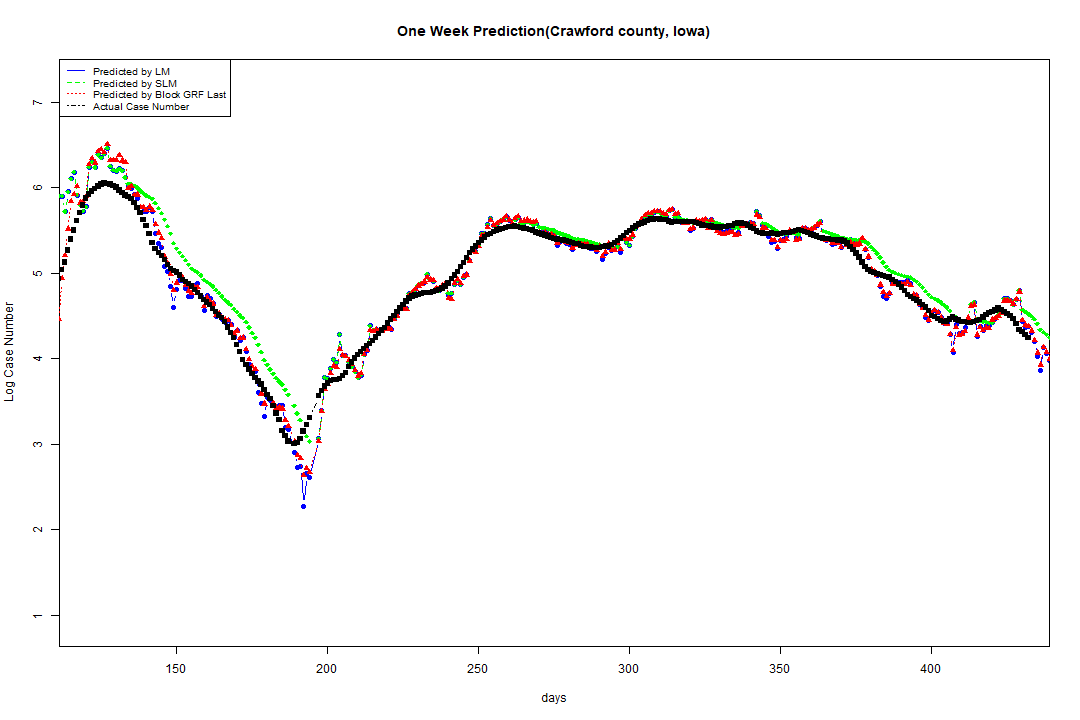 One Week Prediction(Crawford county, Iowa)
Predicted by LM
Predicted by SLM
Predicted by Block GRF Last
Actual Case Number
7
6
5
4
3
2
1
Log Case Number
150
200
250
300
350
400
days